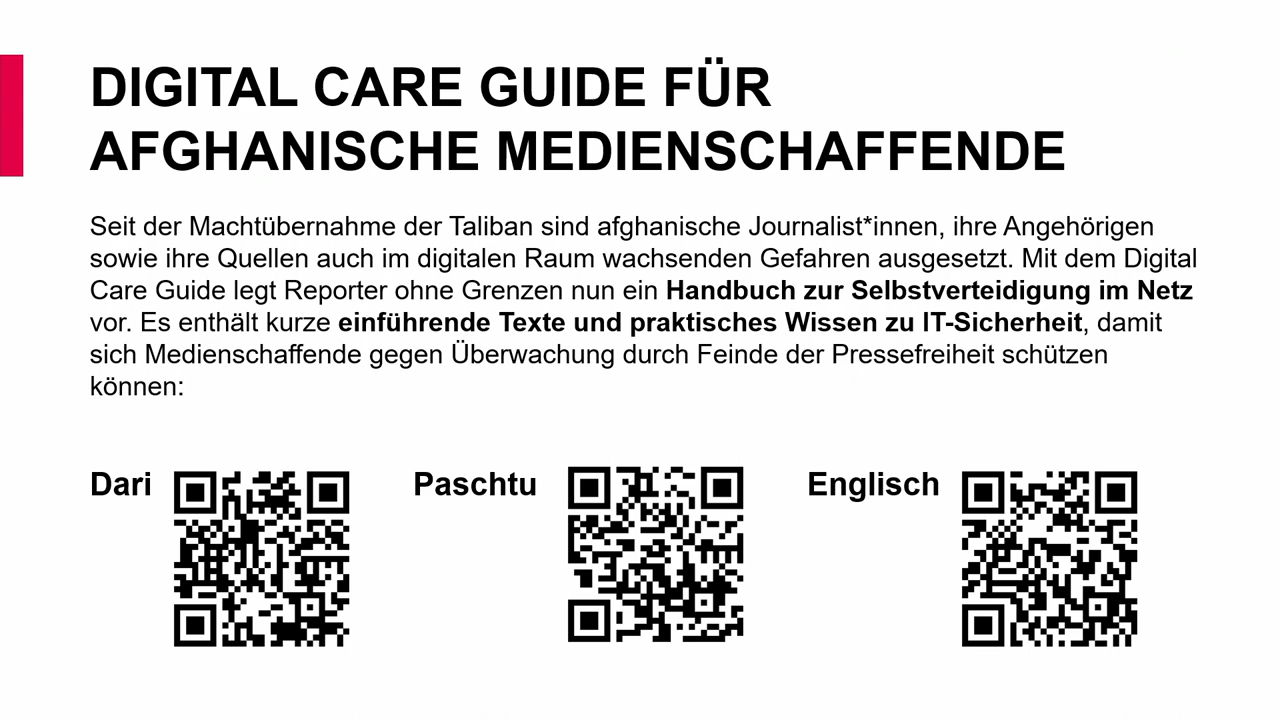 DIGITAL CARE GUIDE FÜR
AFGHANISCHE MEDIENSCHAFFENDE
Seit der Machtübernahme der Taliban sind afghanische Journalist*innen, ihre Angehörigen
sowie ihre Quellen auch im digitalen Raum wachsenden Gefahren ausgesetzt. Mit dem Digital
Care Guide legt Reporter ohne Grenzen nun ein Handbuch zur Selbstverteidigung im Netz
vor. Es enthält kurze einführende Texte und praktisches Wissen zu IT-Sicherheit, damit
sich Medienschaffende gegen Überwachung durch Feinde der Pressefreiheit schützen
können:
Dari
Paschtu
Englisch